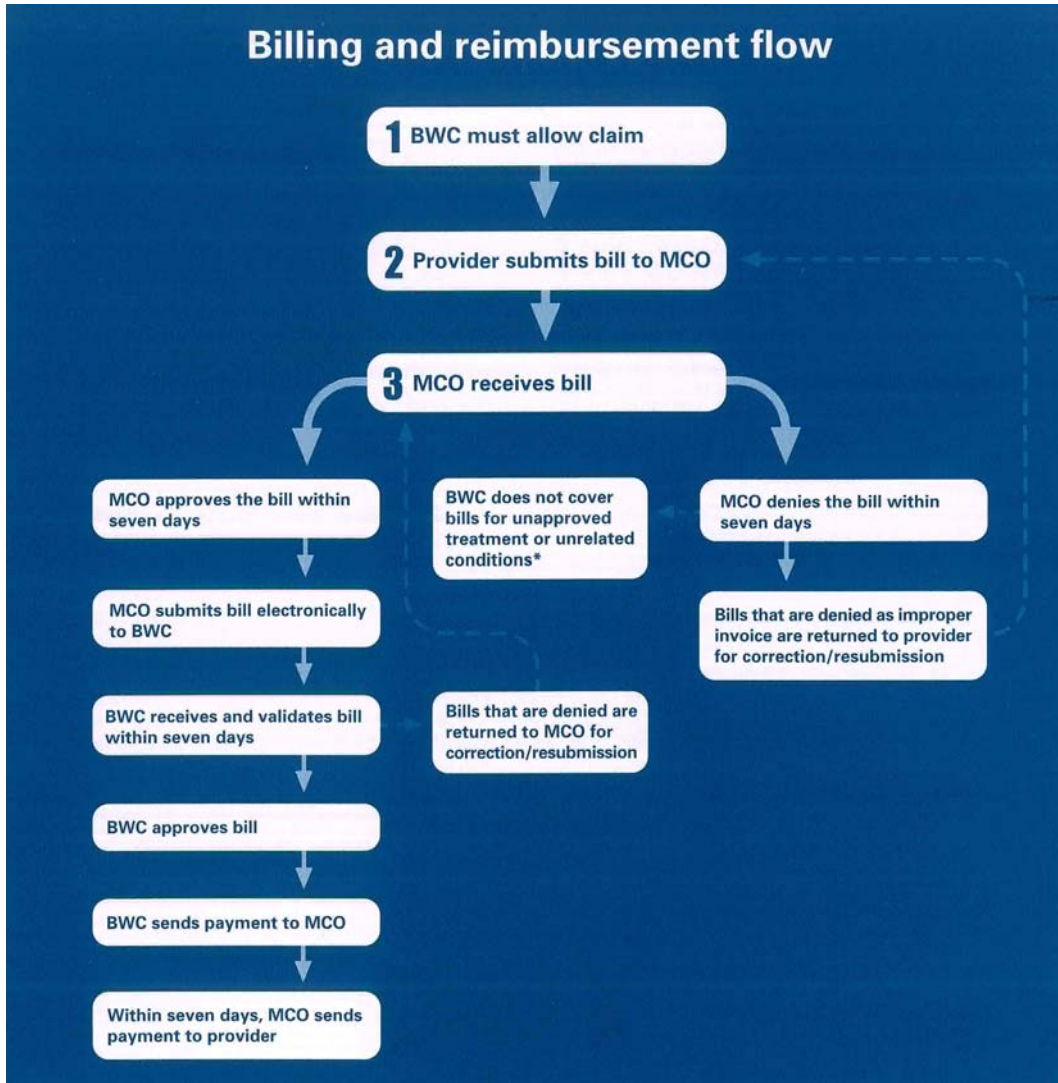 Billing and reimbursement flow
1 BWC must allow claim
2 Provider submits bill to MCO
3 MCO receives bill
MCO approves the bill within
seven days
MCO submits bill electronically
to BWC
BWC receives and validates bill
within seven days
BWC approves bill
BWC sends payment to MCO
Within seven days, MCO sends
payment to provider
BWC does not cover
bills for unapproved
treatment or unrelated
conditions*
Bills that are denied are
returned to MCO for
correction/resubmission
MCO denies the bill within
seven days
Bills that are denied as improper
invoice are returned to provider
for correction/resubmission